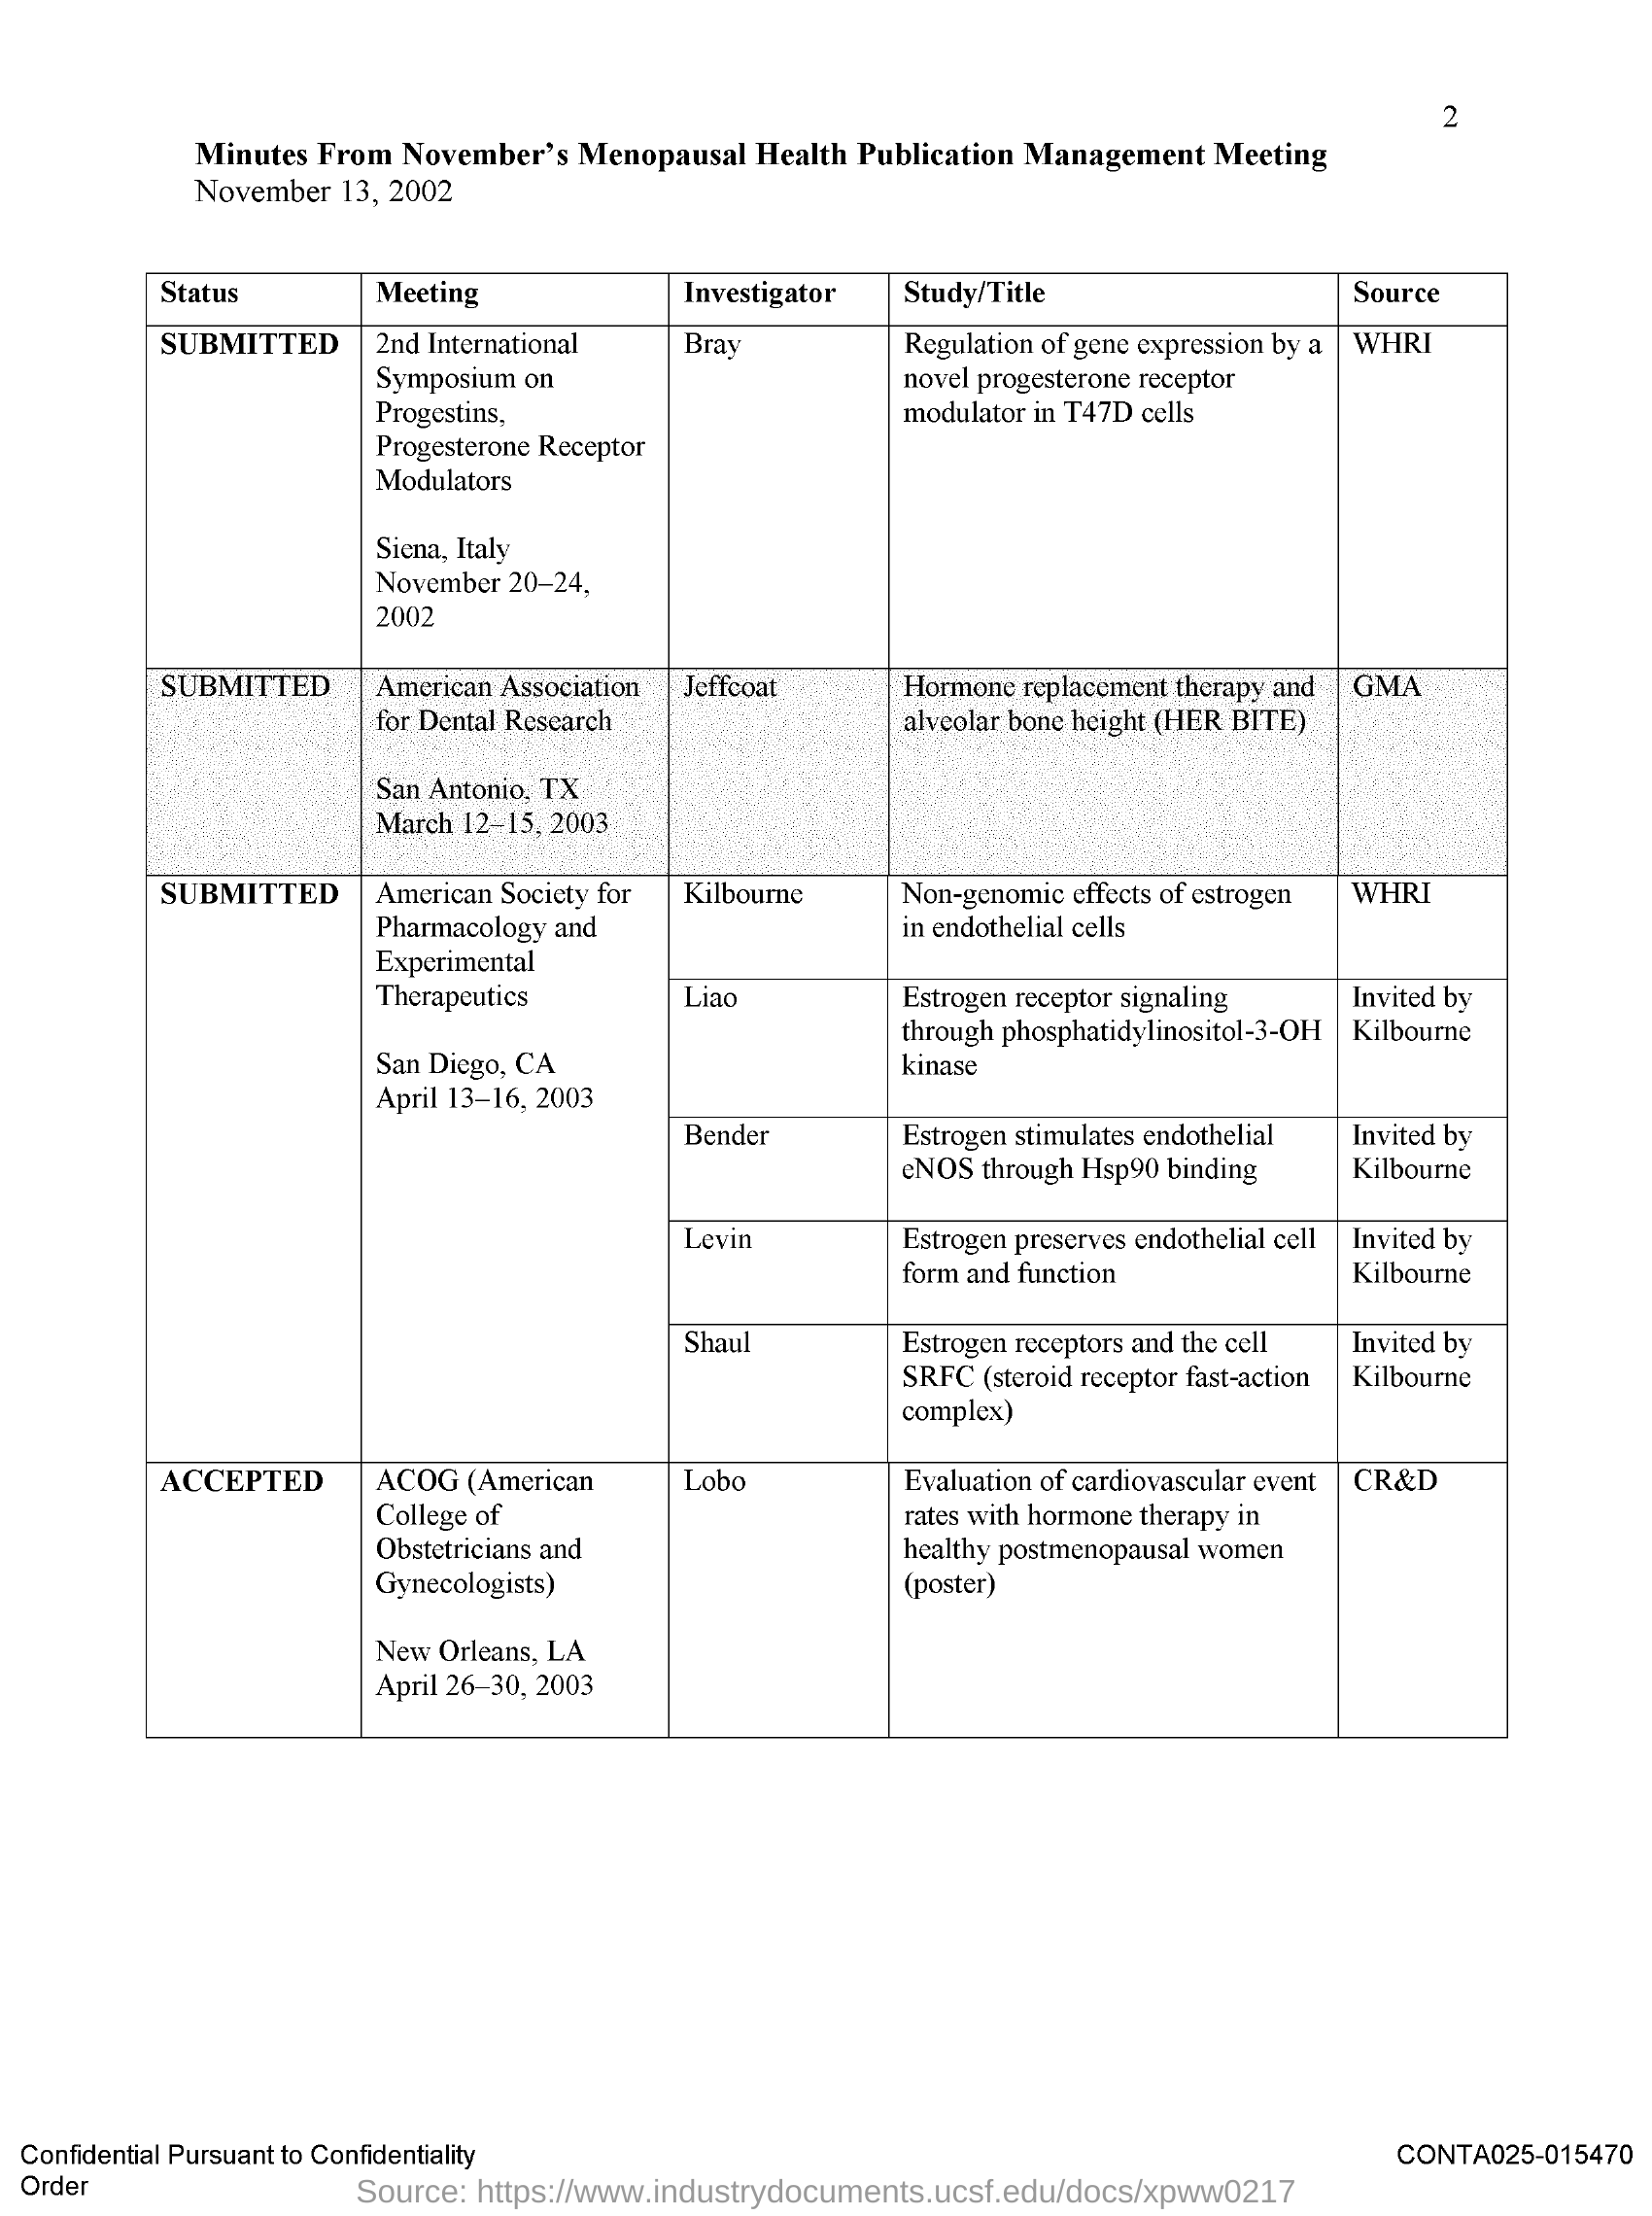 2
Minutes From November's Menopausal Health Publication Management Meeting
November 13, 2002
Status Meeting Investigator Study/Title Source
SUBMITTED 2nd International Bray Regulation of gene expression by a WHRI
Symposium on novel progesterone receptor
Progestins, modulator in T47D cells
Progesterone Receptor
Modulators
Siena, Italy
November 20–24,
2002
SUBMITTED American Association Jeffcoat Hormone replacement therapy and GMA
for Dental Research alveolar bone height (HER BITE)
San Antonio, TX
March 12–15, 2003
SUBMITTED American Society for Kilbourne Non-genomic effects of estrogen WHRI
Pharmacology and in endothelial cells
Experimental
Therapeutics Liao Estrogen receptor signaling Invited by
through phosphatidylinositol-3-OH Kilbourne
San Diego, CA kinase
April 13–16, 2003
Bender Estrogen stimulates endothelial Invited by
eNOS through Hsp90 binding Kilbourne
Levin Estrogen preserves endothelial cell Invited by
form and function Kilbourne
Shaul Estrogen receptors and the cell Invited by
SRFC (steroid receptor fast-action Kilbourne
complex)
ACCEPTED ACOG (American Lobo Evaluation of cardiovascular event CR&D
College of rates with hormone therapy in
Obstetricians and healthy postmenopausal women
Gynecologists) (poster)
New Orleans, LA
April 26–30, 2003
Confidential Pursuant to Confidentiality CONTA025-015470
Order
Source: https://www.industrydocuments.ucsf.edu/docs/xpww0217